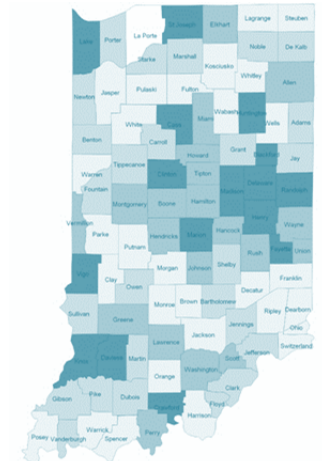 Lake
Porter
La Porte
St Joseph
Elkhart
Lagrange
Steuben
Noble
De Kalb
Starke
Marshall
Kosciusko
Whitley
Allen
Newton
Jasper
Pulaski
Fulton
Miami
Wabash
Huntington
Wells
Adams
White
Cass
Benton
Carroll
Howard
Grant
Blackford
Jay
Warren
Tippecanoe
Clinton
Tipton
Madison
Delaware
Randolph
Fountain
Montgomery
Boone
Hamilton
Henry
Wayne
Vermillion
Parke
Hendricks
Marion
Hancock
Putnam
Rush
Fayette
Union
Vigo
Clay
Morgan
Johnson
Shelby
Owen
Franklin
Decatur
Monroe
Brown
Bartholomew
Sullivan
Greene
Ripley
Dearborn
Jennings
Ohio
Jackson
Lawrence
Switzerland
Knox
Daviess
Martin
Scott
Jefferson
Orange
Washington
Clark
Gibson
Pike
Dubois
Crawford
Floyd
Harrison
Posey
Vanderburgh
Warrick
Spencer
Perry